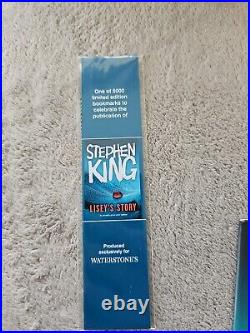 One of 5000
limited edition
bookmarks to
celebrate the
publication of
STEPHEN
KING
LISEY'S STORY
Produced
exclusively for
WATERSTONE'S